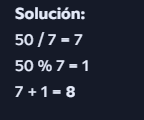 Solución:
50 / 7 = 7
50 % 7 = 1
7 + 1 = 8